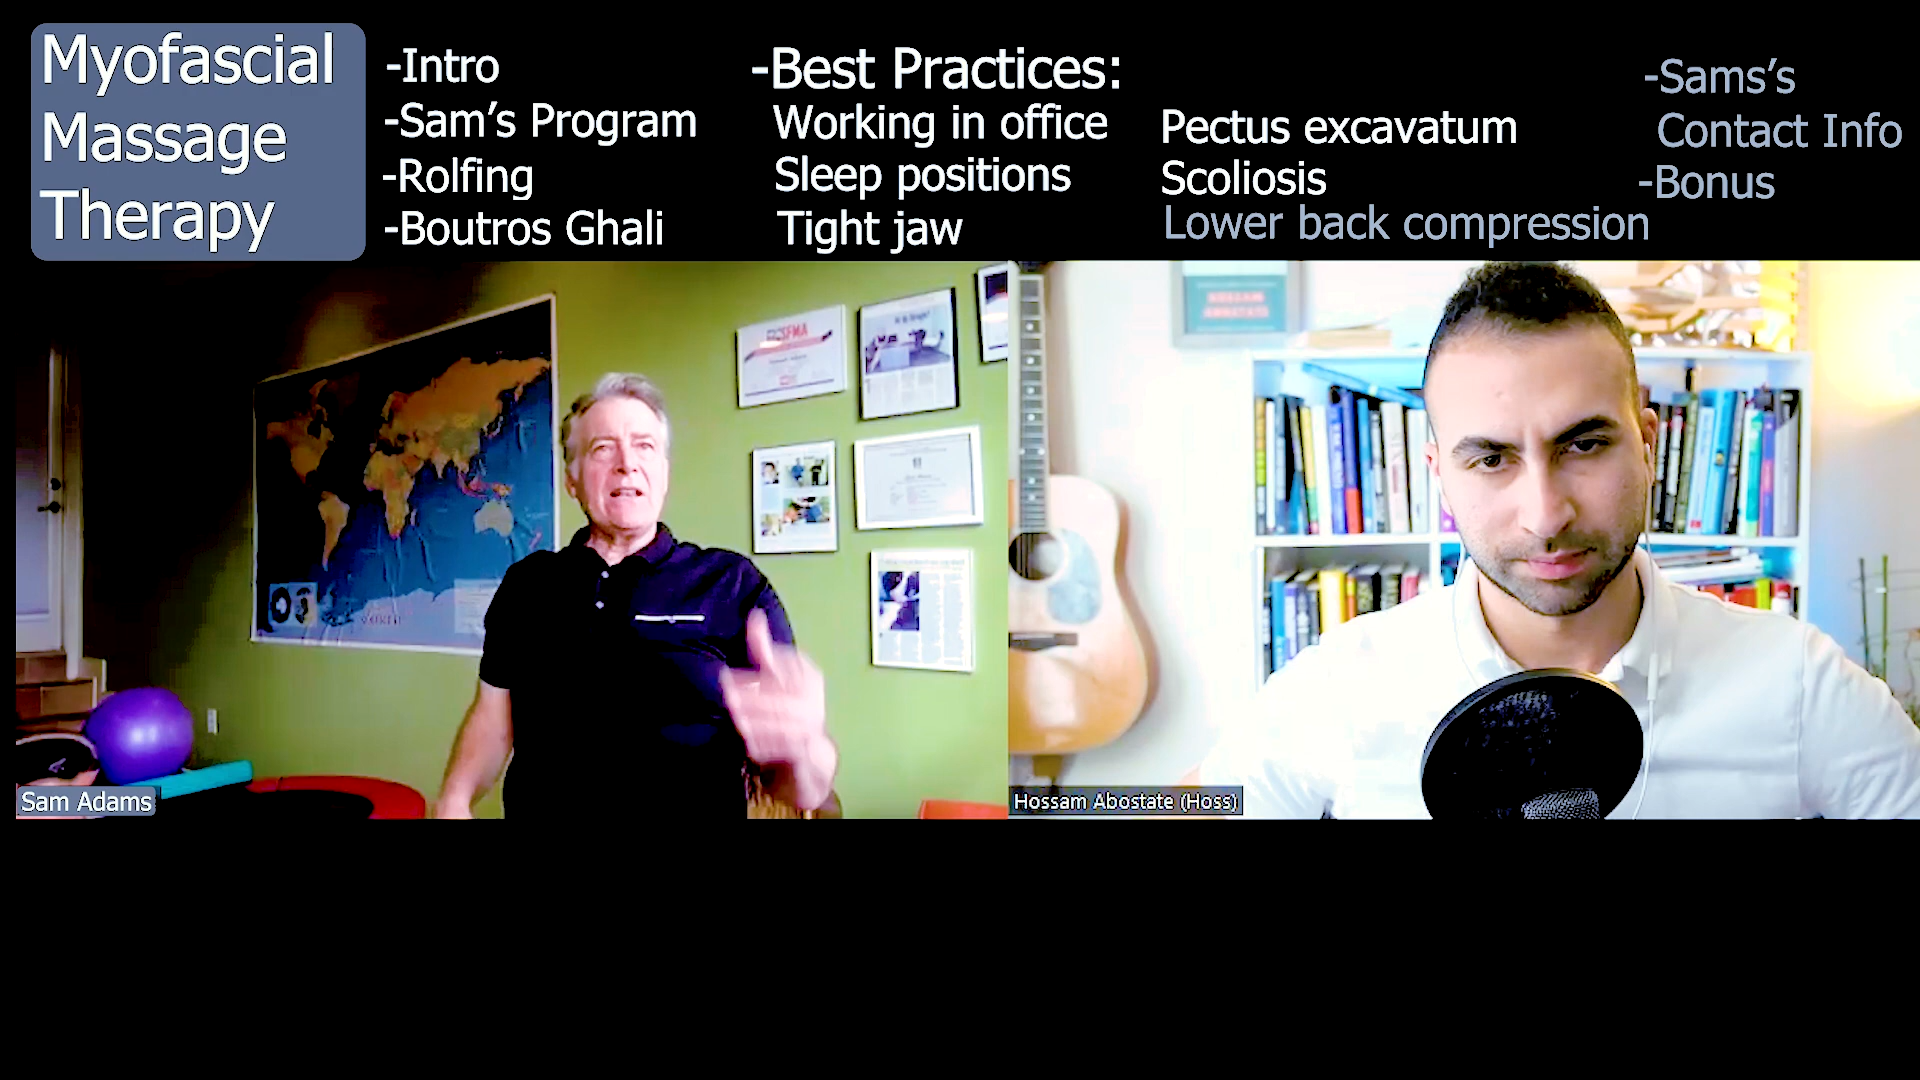 Myofascial
Massage
Therapy
-Intro
-Sam’s Program
-Rolfing
-Boutros Ghali
-Best Practices:
Working in office
Sleep positions
Tight jaw
Pectus excavatum
Scoliosis
Lower back compression
-Sams’s
Contact Info
-Bonus
SFMA
Sam Adams
Hossam Abostate (Hoss)